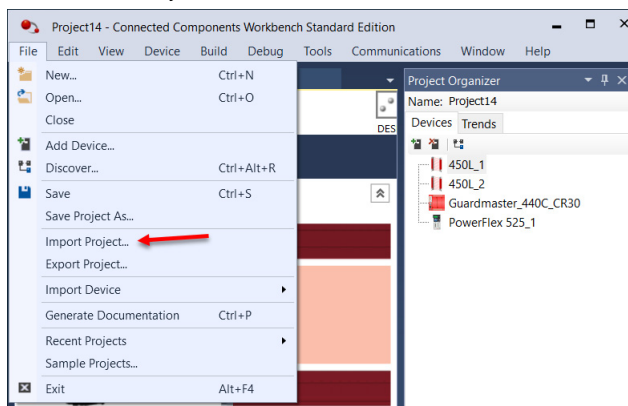 Project14 - Connected Components Workbench Standard Edition
File Edit View Device Build Debug Tools Communications Window Help
New... Ctrl+N
Open... Ctrl+O
Close
Add Device...
Discover... Ctrl+Alt+R
Save Ctrl+S
Save Project As...
Import Project...
Export Project...
Import Device
Generate Documentation Ctrl+P
Recent Projects
Sample Projects...
Exit Alt+F4
DES
Project Organizer
Name: Project14
Devices Trends
450L_1
450L_2
Guardmaster_440C_CR30
PowerFlex 525_1